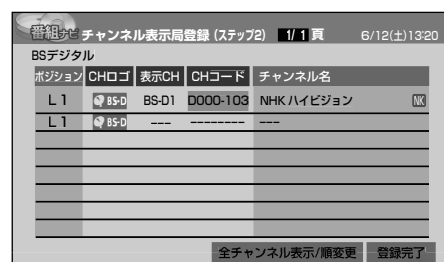 番組ナビ チャンネル表示局登録 (ステップ2) 1/ 1 頁 6/12(土)13:20
BSデジタル
ポジション CHロゴ 表示CH CHコード チャンネル名
L 1 BS-D BS-D1 D000-103 NHK ハイビジョン NK
L 1 BS-D --- -------- ---
全チャンネル表示/順変更 登録完了